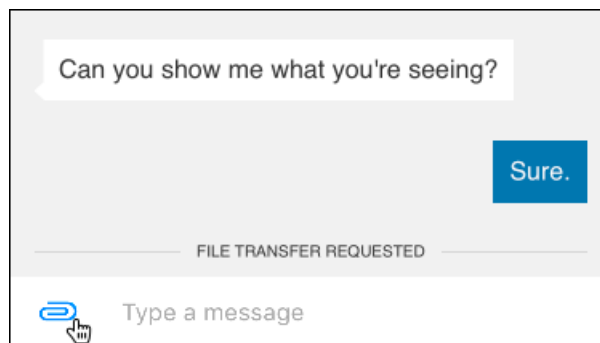 Can you show me what you're seeing?
Sure.
FILE TRANSFER REQUESTED
Type a message